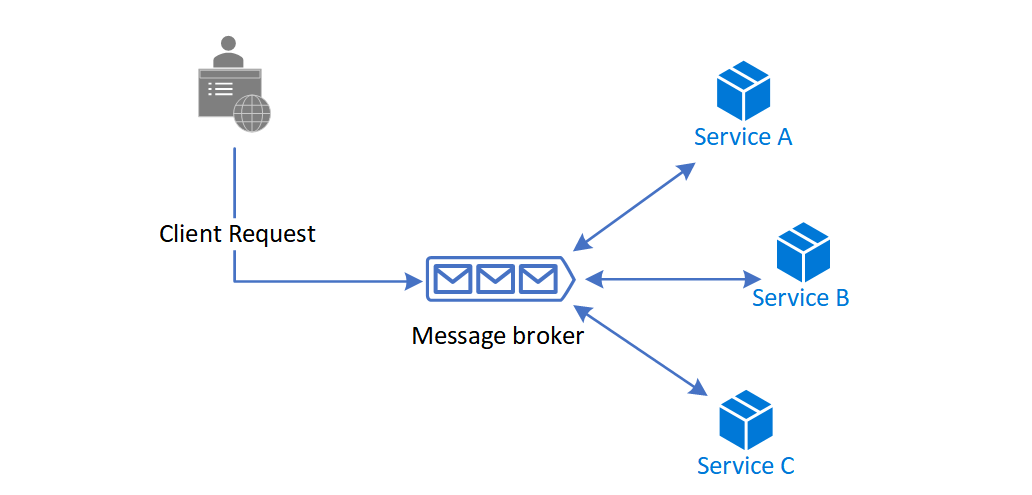 Service A
Client Request
Service B
Message broker
Service C